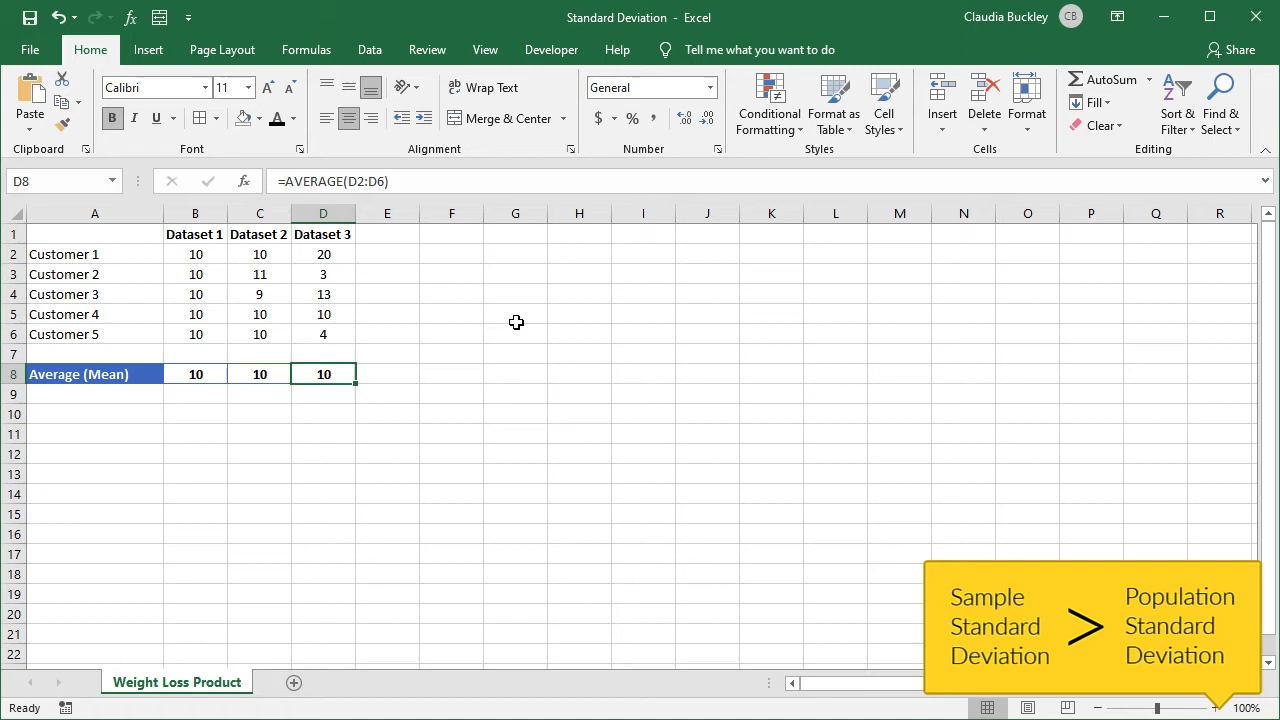 Standard Deviation - Excel
Claudia Buckley CB
File Home Insert Page Layout Formulas Data Review View Developer Help Tell me what you want to do Share
Paste
Calibri 11
B I U
Wrap Text
Merge & Center
General
$ % ,
Conditional Formatting
Format as Table
Cell Styles
Insert Delete Format
AutoSum
Fill
Clear
Sort & Filter
Find & Select
Clipboard Font Alignment Number Styles Cells Editing
D8 fx =AVERAGE(D2:D6)
A B C D E F G H I J K L M N O P Q R
1 Dataset 1 Dataset 2 Dataset 3
2 Customer 1 10 10 20
3 Customer 2 10 11 3
4 Customer 3 10 9 13
5 Customer 4 10 10 10
6 Customer 5 10 10 4
7
8 Average (Mean) 10 10 10
9
10
11
12
13
14
15
16
17
18
19
20
21
22
Sample Standard Deviation > Population Standard Deviation
Weight Loss Product
Ready 100%